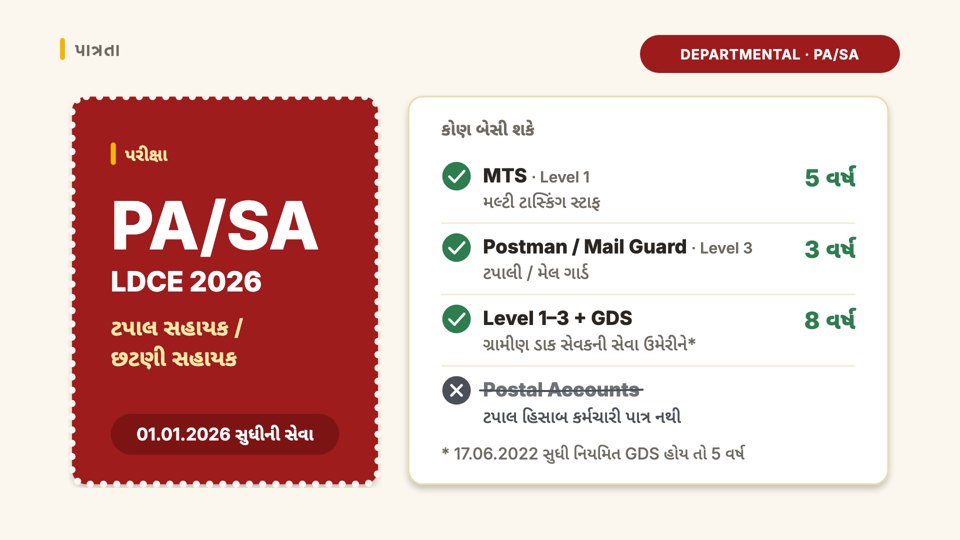 પાત્રતા
DEPARTMENTAL · PA/SA
પરીક્ષા
PA/SA
LDCE 2026
ટપાલ સહાયક /
છટણી સહાયક
01.01.2026 સુધીની સેવા
કોણ બેસી શકે
MTS · Level 1
5 વર્ષ
મલ્ટી ટાસ્કિંગ સ્ટાફ
Postman / Mail Guard · Level 3
3 વર્ષ
ટપાલી / મેલ ગાર્ડ
Level 1–3 + GDS
8 વર્ષ
ગ્રામીણ ડાક સેવકની સેવા ઉમેરીને*
Postal Accounts
ટપાલ હિસાબ કર્મચારી પાત્ર નથી
* 17.06.2022 સુધી નિયમિત GDS હોય તો 5 વર્ષ